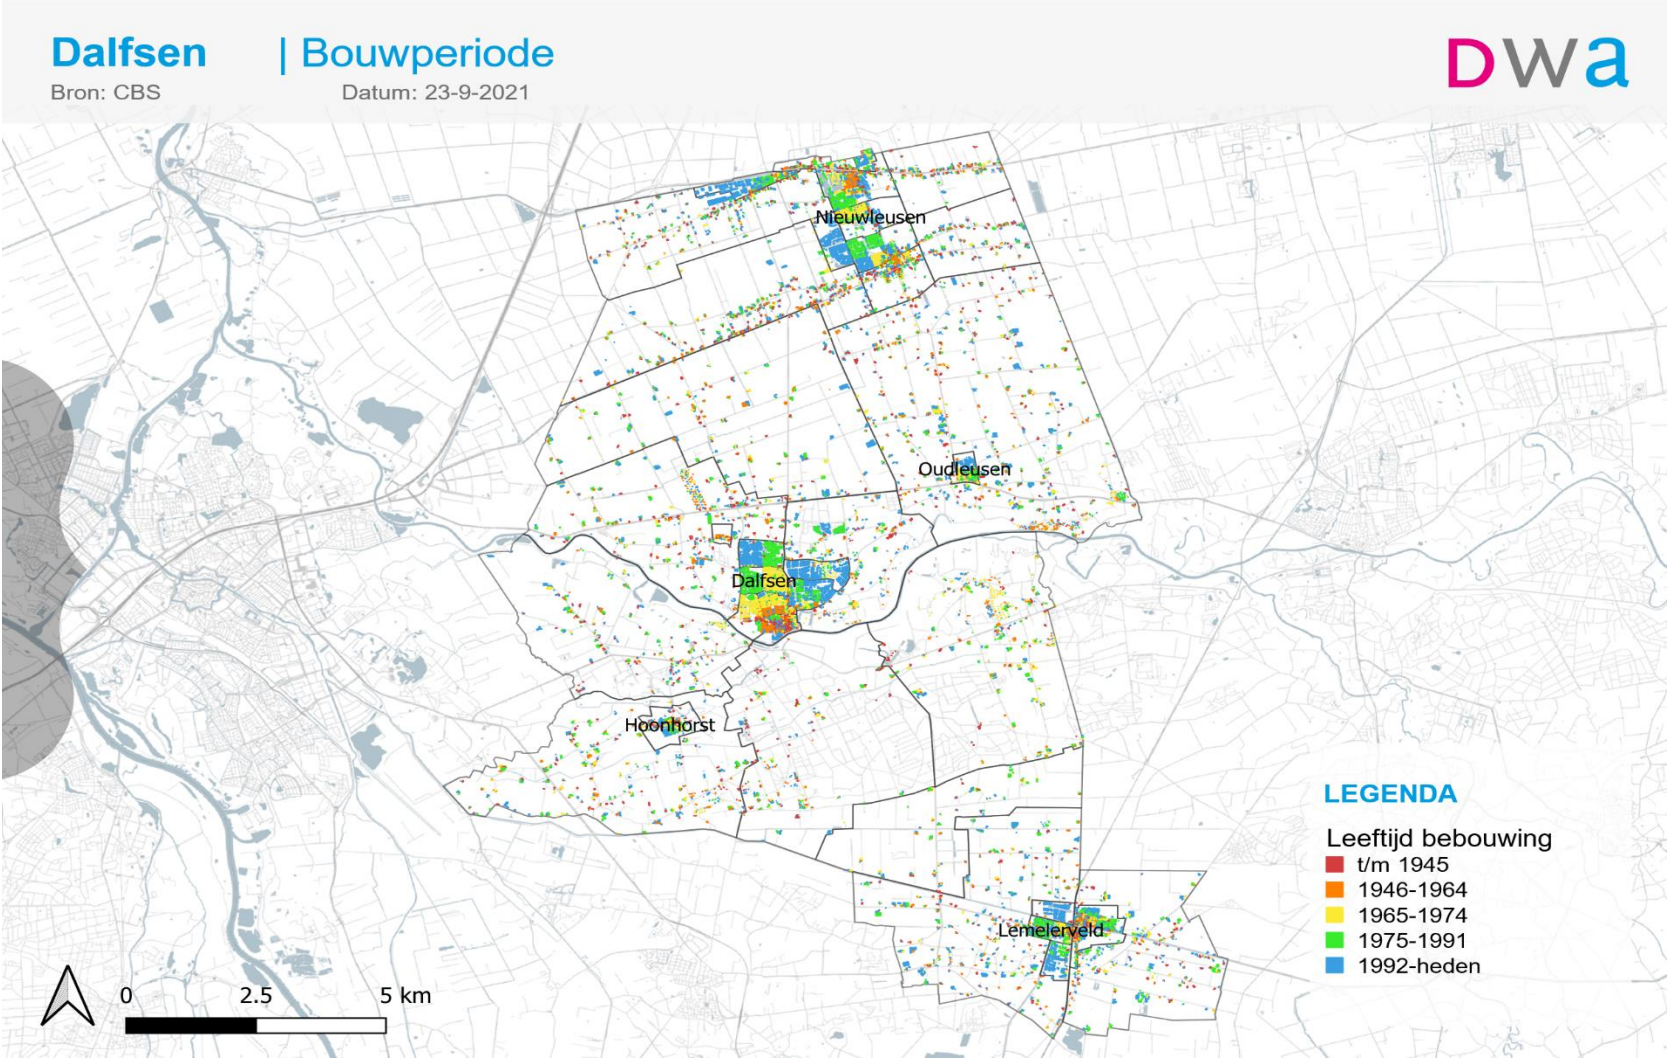 Dalfsen | Bouwperiode
Bron: CBS Datum: 23-9-2021
DWa
Nieuwleusen
Oudleusen
Dalfsen
Hoonhorst
Lemelerveld
LEGENDA
Leeftijd bebouwing
t/m 1945
1946-1964
1965-1974
1975-1991
1992-heden
0 2.5 5 km